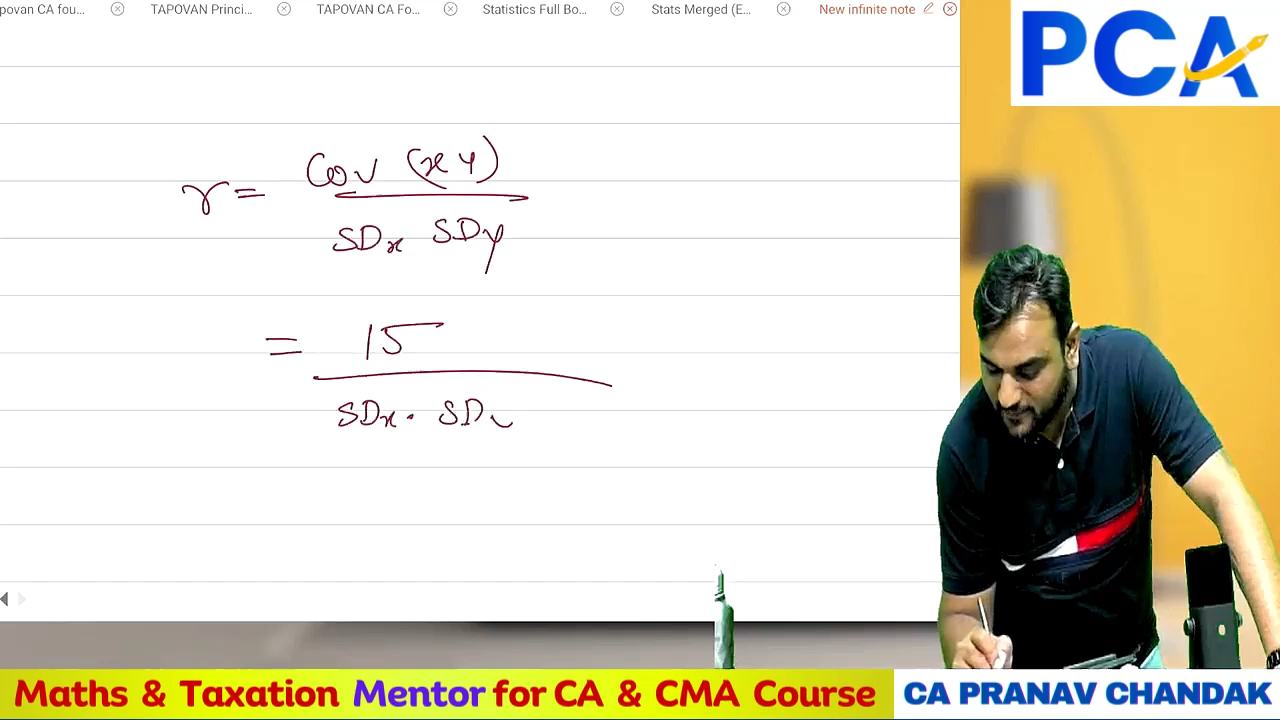 povan CA fou... TAPOVAN Princi... TAPOVAN CA Fo... Statistics Full Bo... Stats Merged (E... New infinite note
PCA
r = Cov (x y)
SDx SDy
= 15
SDx . SD
Maths & Taxation Mentor for CA & CMA Course
CA PRANAV CHANDAK